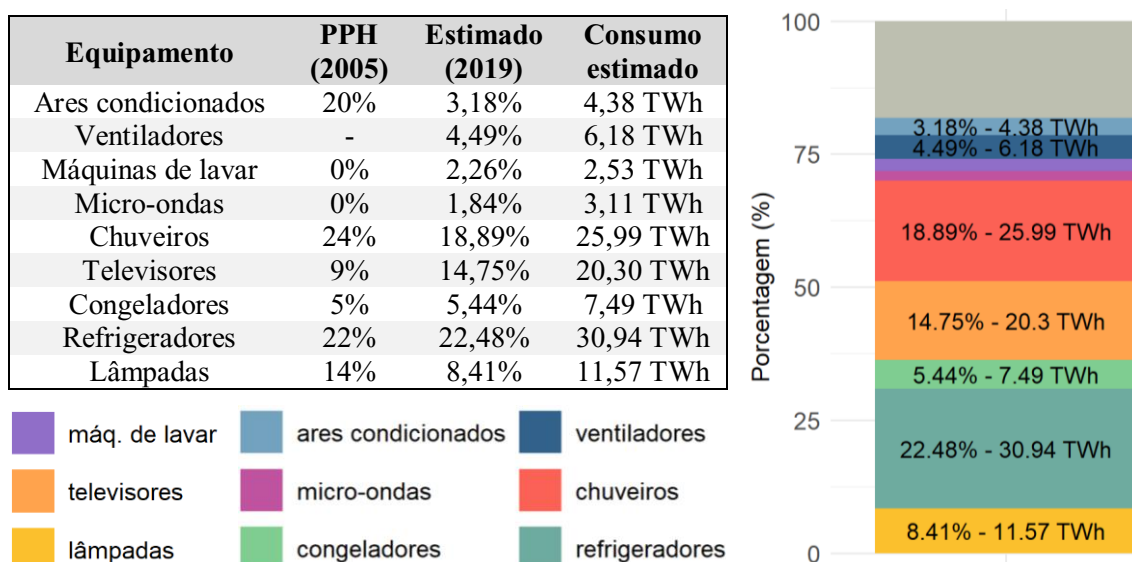 Equipamento PPH (2005) Estimado (2019) Consumo estimado
Ares condicionados 20% 3,18% 4,38 TWh
Ventiladores - 4,49% 6,18 TWh
Máquinas de lavar 0% 2,26% 2,53 TWh
Micro-ondas 0% 1,84% 3,11 TWh
Chuveiros 24% 18,89% 25,99 TWh
Televisores 9% 14,75% 20,30 TWh
Congeladores 5% 5,44% 7,49 TWh
Refrigeradores 22% 22,48% 30,94 TWh
Lâmpadas 14% 8,41% 11,57 TWh
máq. de lavar ares condicionados ventiladores
televisores micro-ondas chuveiros
lâmpadas congeladores refrigeradores
Porcentagem (%)
100
75
50
25
0
3.18% - 4.38 TWh
4.49% - 6.18 TWh
18.89% - 25.99 TWh
14.75% - 20.3 TWh
5.44% - 7.49 TWh
22.48% - 30.94 TWh
8.41% - 11.57 TWh